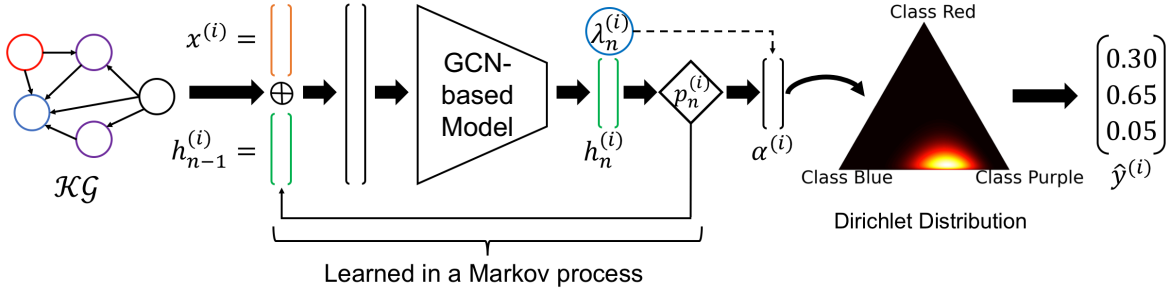 𝒦𝒢
x^{(i)} =
⊕
h_{n-1}^{(i)} =
GCN-
based
Model
λ_n^{(i)}
h_n^{(i)}
p_n^{(i)}
α^{(i)}
Class Red
Class Blue
Class Purple
Dirichlet Distribution
0.30
0.65
0.05
ŷ^{(i)}
Learned in a Markov process